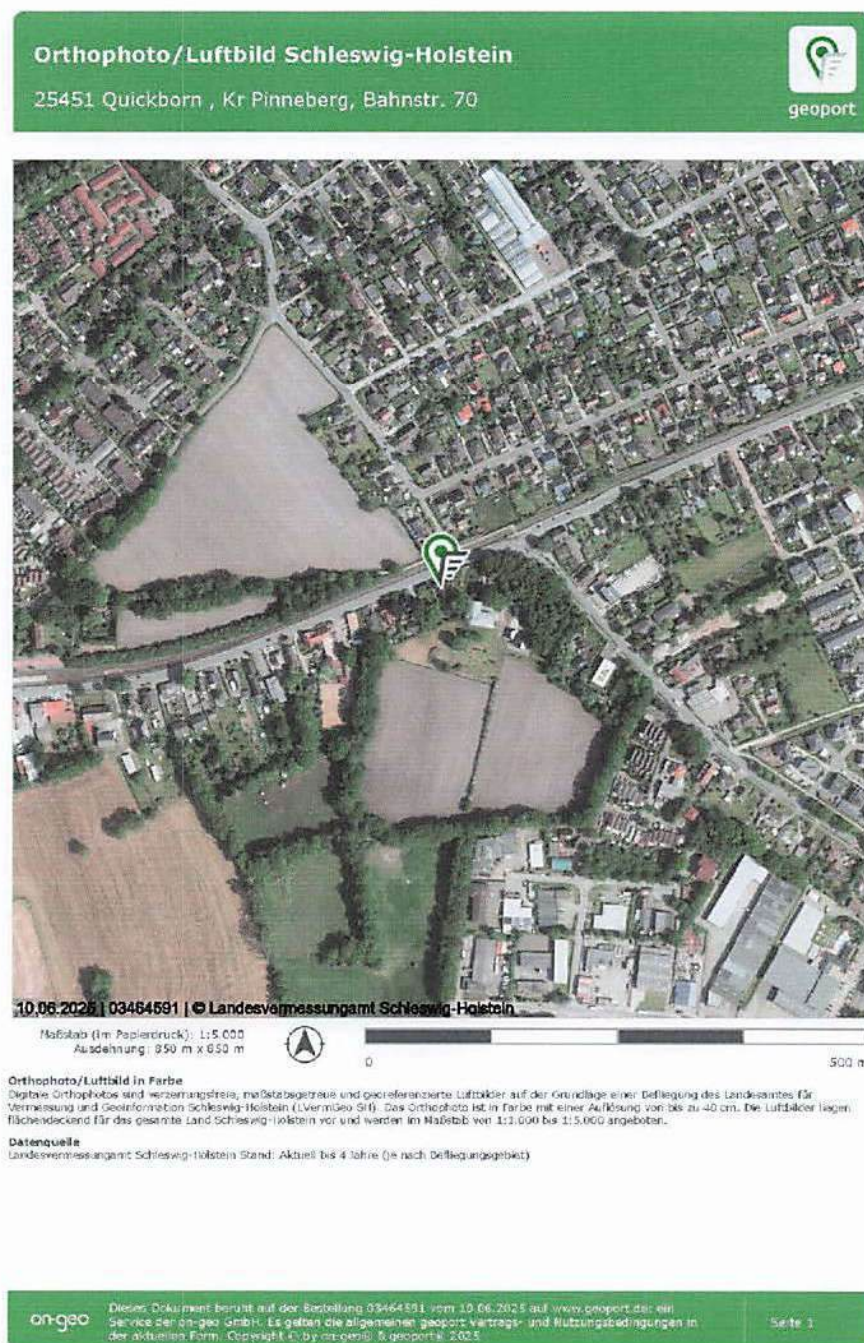 Orthophoto/Luftbild Schleswig-Holstein
25451 Quickborn , Kr Pinneberg, Bahnstr. 70
geoport
10.06.2025 | 03464591 | © Landesvermessungamt Schleswig-Holstein
Maßstab (im Papierdruck): 1:5.000
Ausdehnung: 850 m x 850 m
0
500 m
Orthophoto/Luftbild in Farbe
Digitale Orthophotos sind verzerrungsfreie, maßstabsgetreue und georeferenzierte Luftbilder auf der Grundlage einer Befliegung des Landesamtes für
Vermessung und Geoinformation Schleswig-Holstein (LVermGeo SH). Das Orthophoto ist in Farbe mit einer Auflösung von bis zu 40 cm. Die Luftbilder liegen
flächendeckend für das gesamte Land Schleswig-Holstein vor und werden im Maßstab von 1:1.000 bis 1:5.000 angeboten.
Datenquelle
Landesvermessungamt Schleswig-Holstein Stand: Aktuell bis 4 Jahre (je nach Befliegungsgebiet)
on-geo
Dieses Dokument beruht auf der Bestellung 03464591 vom 10.06.2025 auf www.geoport.de: ein
Service der on-geo GmbH. Es gelten die allgemeinen geoport Vertrags- und Nutzungsbedingungen in
der aktuellen Form. Copyright © by on-geo® & geoport® 2025
Seite 1